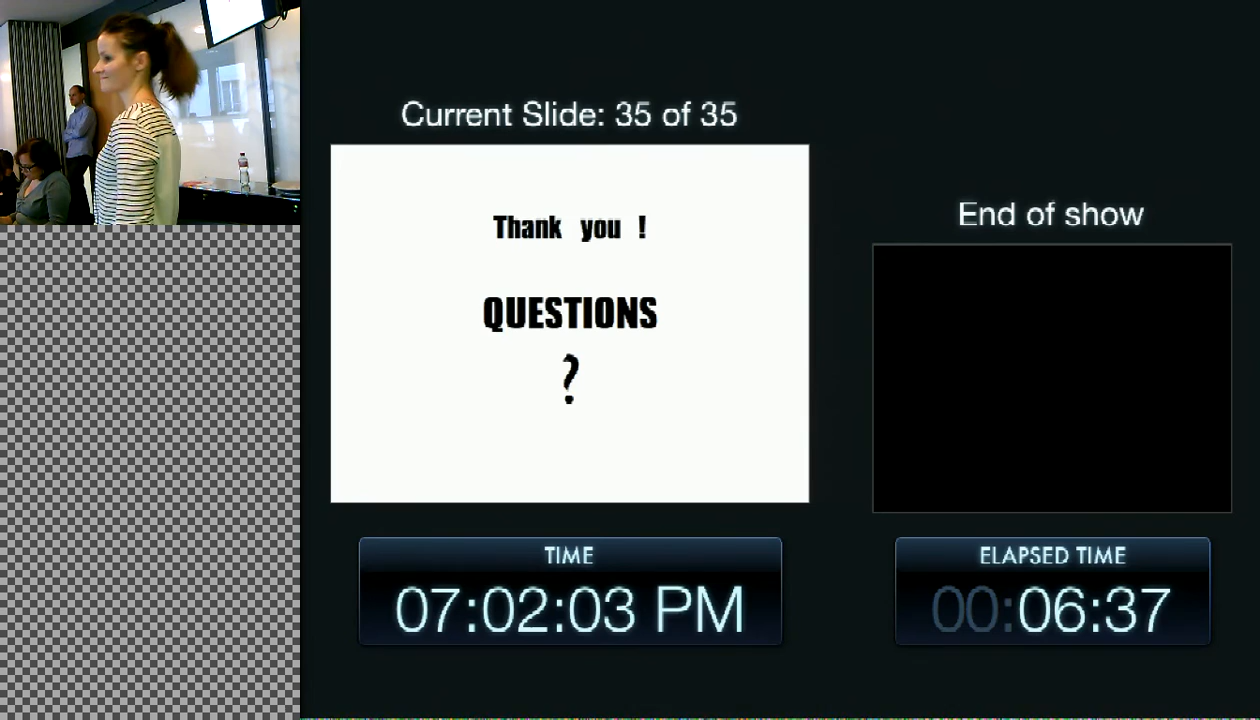 Current Slide: 35 of 35
Thank you !
QUESTIONS
?
End of show
TIME
07:02:03 PM
ELAPSED TIME
00:06:37